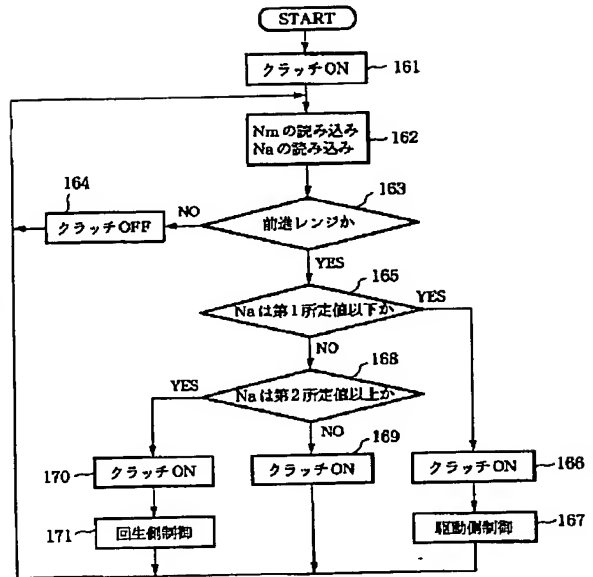 START
クラッチON
161
Nmの読み込み
Naの読み込み
162
163
前進レンジか
NO
164
クラッチOFF
YES
165
Naは第1所定値以下か
YES
NO
168
Naは第2所定値以上か
YES
NO
169
170
クラッチON
クラッチON
クラッチON
166
171
回生側制御
駆動側制御
167